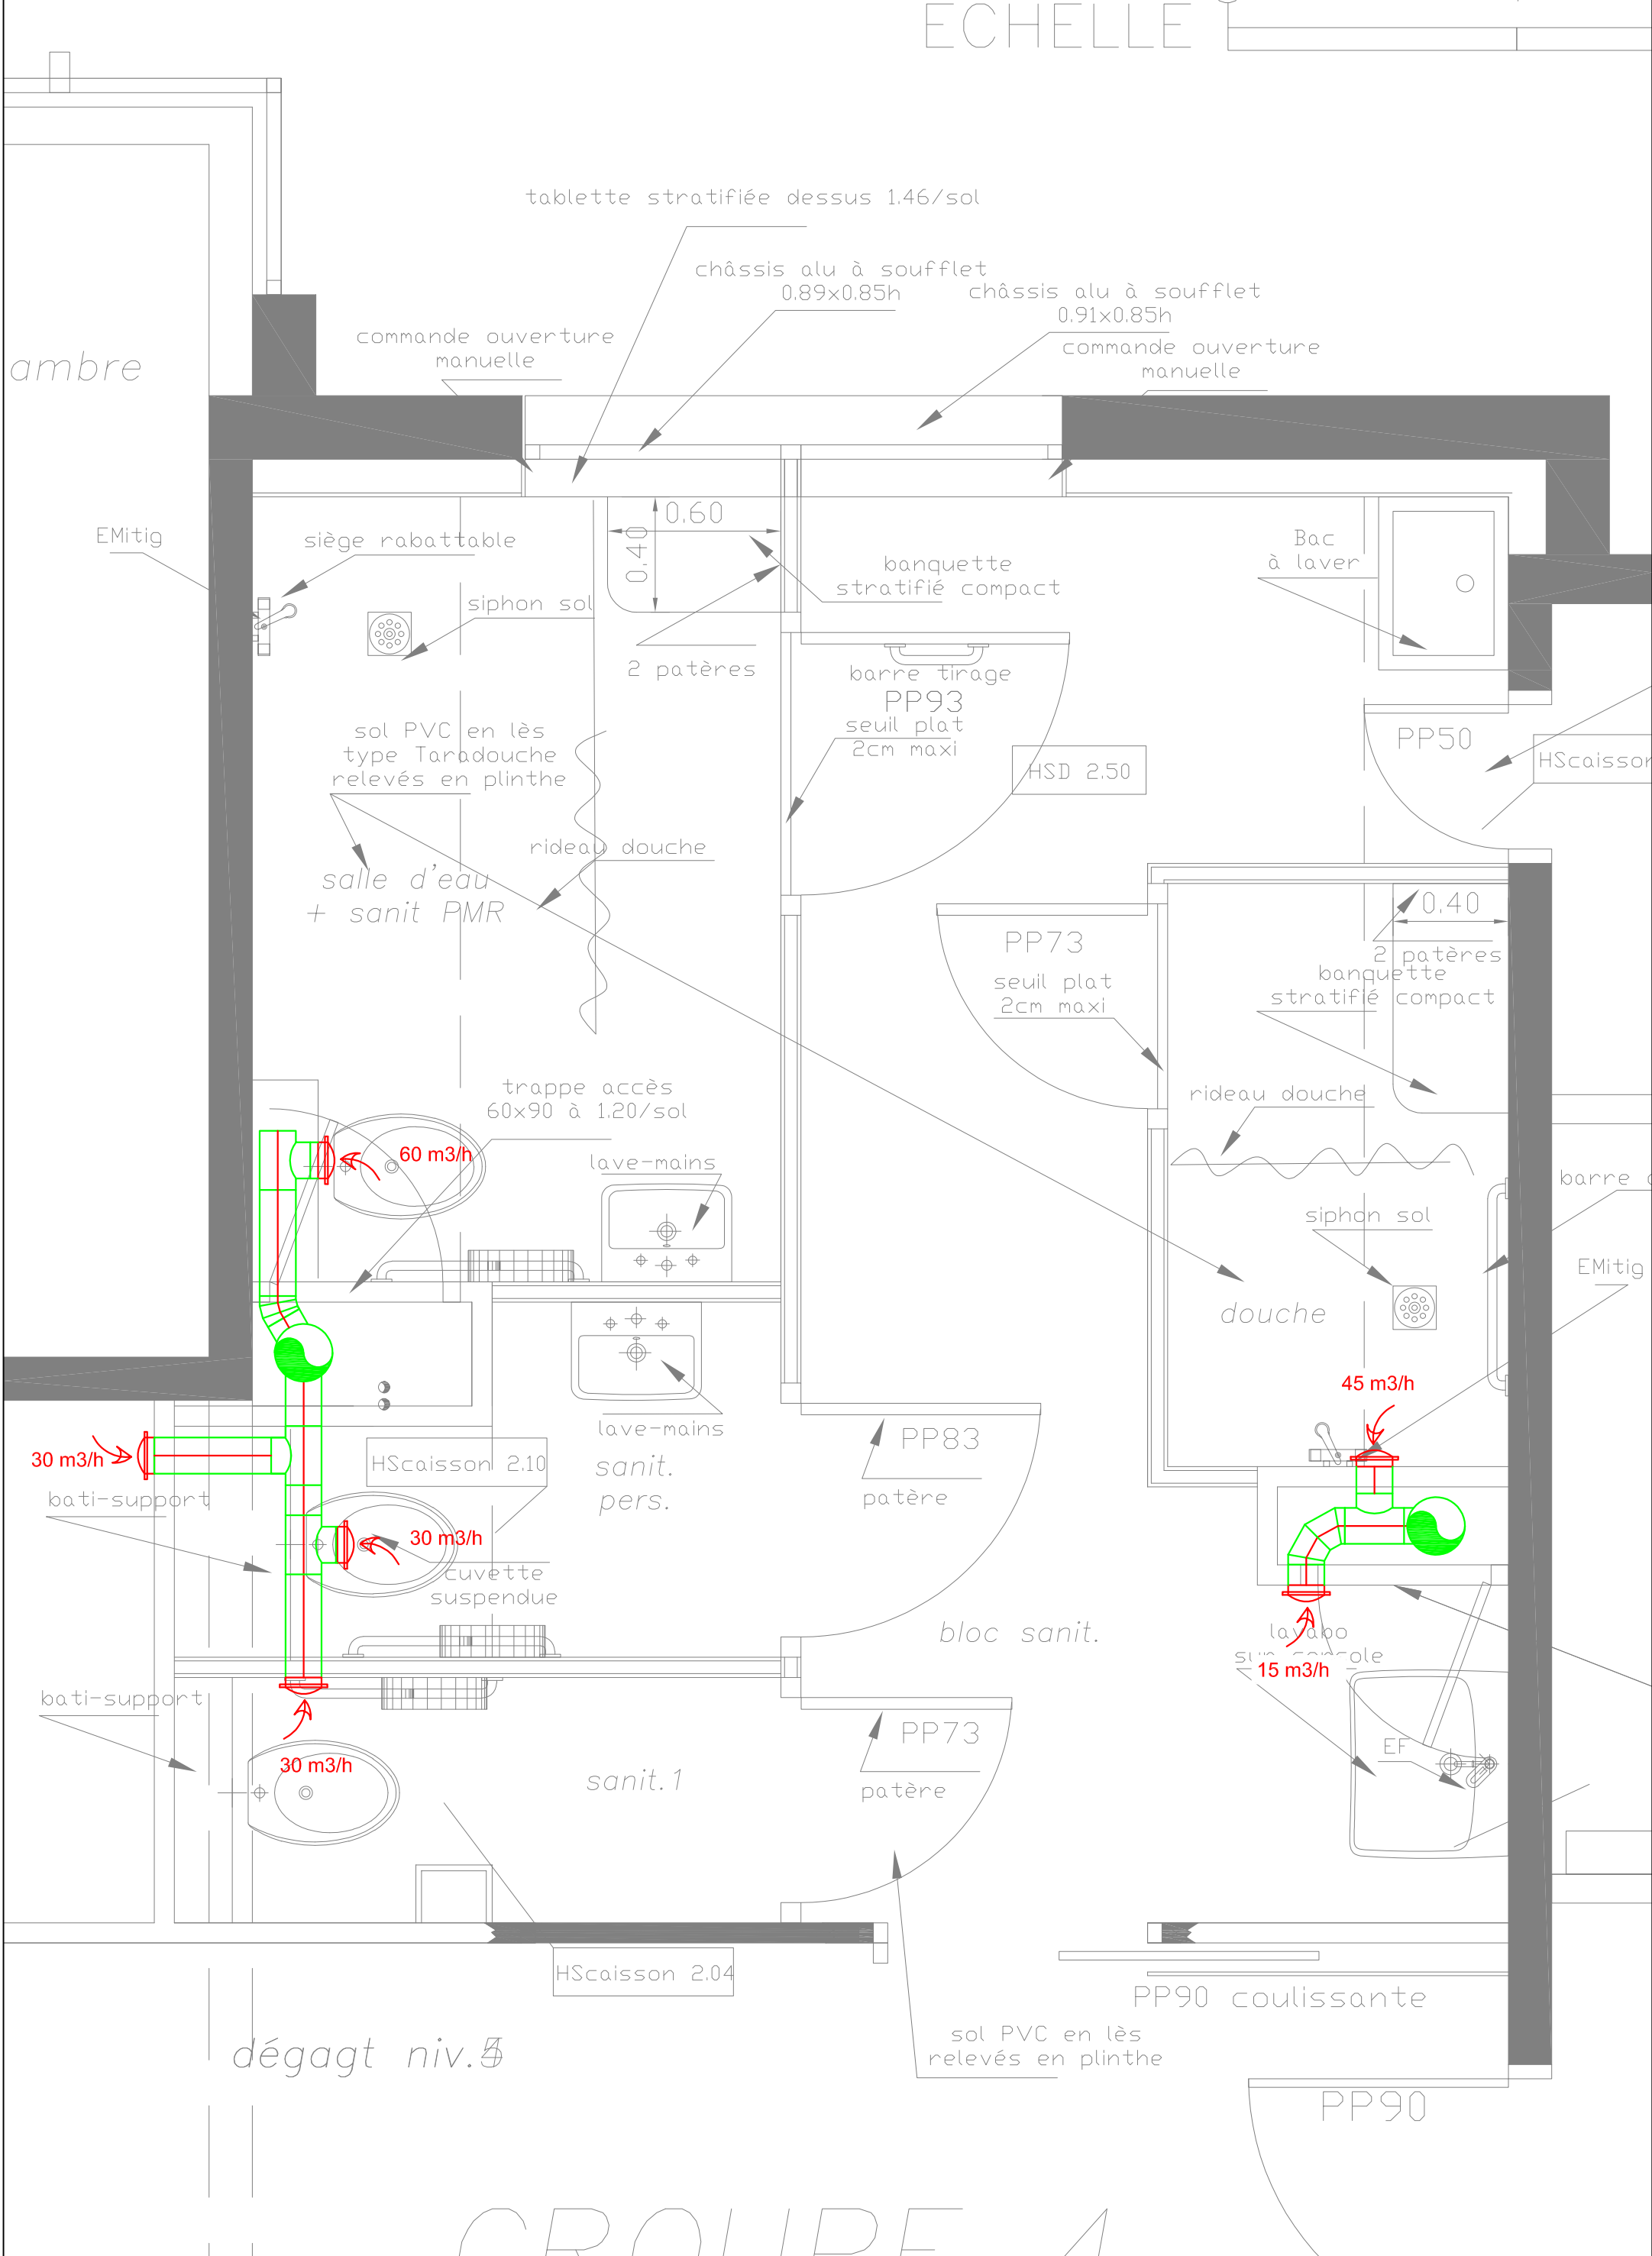 ECHELLE
tablette stratifiée dessus 1.46/sol
châssis alu à soufflet
0.89x0.85h
châssis alu à soufflet
0.91x0.85h
commande ouverture
manuelle
commande ouverture
manuelle
ambre
EMitig
siège rabattable
siphon sol
0.60
0.40
2 patères
banquette
stratifié compact
Bac
à laver
barre tirage
PP93
seuil plat
2cm maxi
HSD 2.50
PP50
HScaisson
sol PVC en lès
type Taradouche
relevés en plinthe
rideau douche
salle d'eau
+ sanit PMR
PP73
seuil plat
2cm maxi
0.40
2 patères
banquette
stratifié compact
rideau douche
trappe accès
60x90 à 1.20/sol
60 m3/h
lave-mains
barre
siphon sol
EMitig
douche
45 m3/h
lave-mains
30 m3/h
HScaisson 2.10
sanit.
pers.
PP83
patère
bati-support
30 m3/h
cuvette
suspendue
bloc sanit.
lavabo
sur console
15 m3/h
bati-support
30 m3/h
sanit.1
PP73
patère
EF
HScaisson 2.04
PP90 coulissante
sol PVC en lès
relevés en plinthe
dégagt niv.
PP90
GROUPE